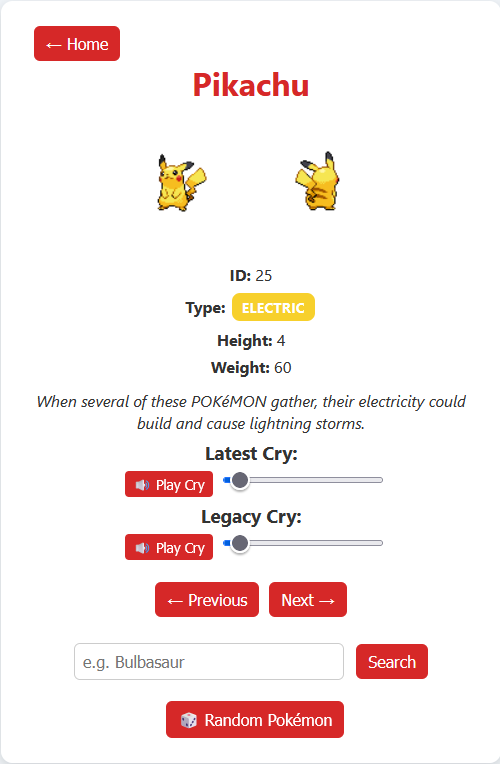 ← Home
Pikachu
ID: 25
Type: ELECTRIC
Height: 4
Weight: 60
When several of these POKéMON gather, their electricity could
build and cause lightning storms.
Latest Cry:
🔊 Play Cry
Legacy Cry:
🔊 Play Cry
← Previous Next →
e.g. Bulbasaur Search
🎲 Random Pokémon